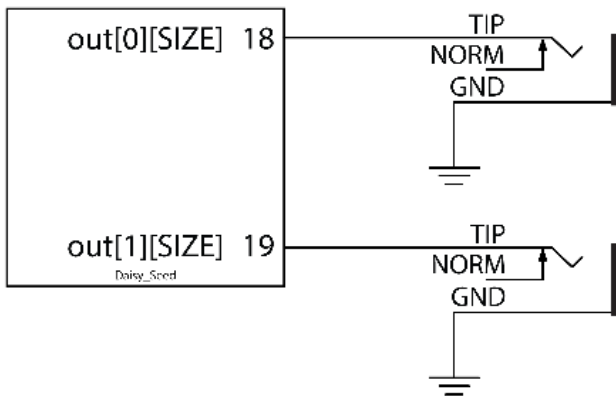 out[0][SIZE] 18
TIP
NORM
GND
out[1][SIZE] 19
Daisy_Seed
TIP
NORM
GND